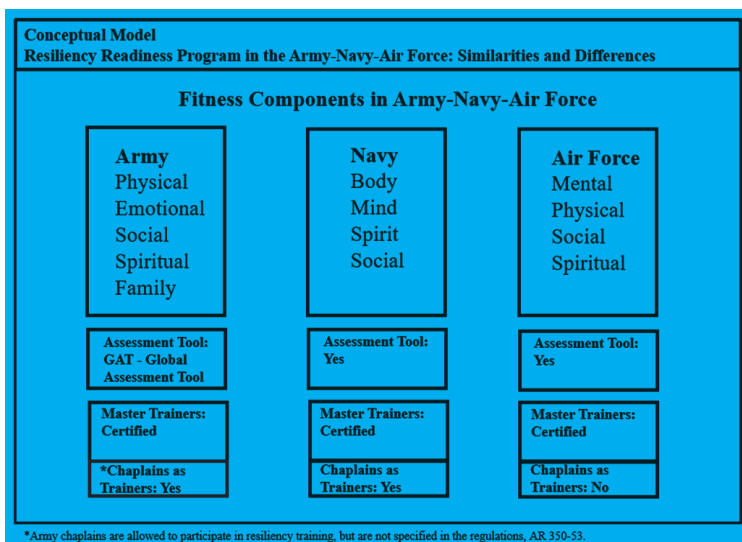 Conceptual Model
Resiliency Readiness Program in the Army-Navy-Air Force: Similarities and Differences
Fitness Components in Army-Navy-Air Force
Army
Physical
Emotional
Social
Spiritual
Family
Navy
Body
Mind
Spirit
Social
Air Force
Mental
Physical
Social
Spiritual
Assessment Tool:
GAT - Global
Assessment Tool
Assessment Tool:
Yes
Assessment Tool:
Yes
Master Trainers:
Certified
Master Trainers:
Certified
Master Trainers:
Certified
*Chaplains as
Trainers: Yes
Chaplains as
Trainers: Yes
Chaplains as
Trainers: No
*Army chaplains are allowed to participate in resiliency training, but are not specified in the regulations, AR 350-53.